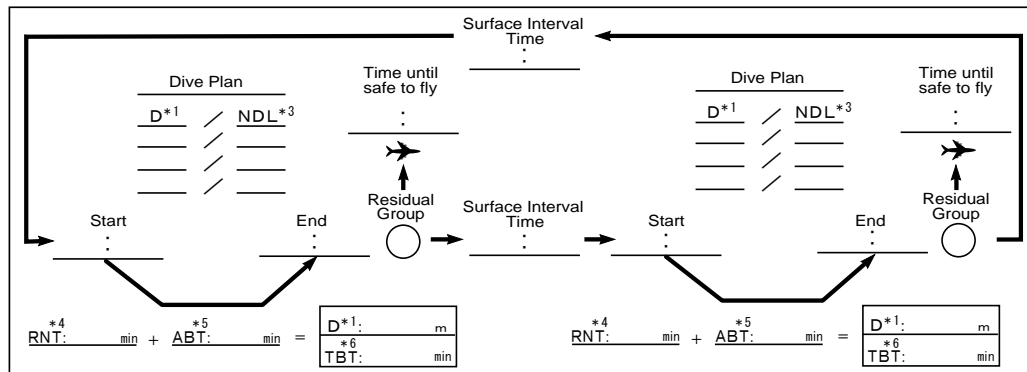 Surface Interval
Time
:
Dive Plan
D*1 / NDL*3
Time until
safe to fly
:
Start
:
End
:
Residual
Group
Surface Interval
Time
:
Dive Plan
D*1 / NDL*3
Time until
safe to fly
:
Start
:
End
:
Residual
Group
RNT:*4 min + ABT:*5 min =
D*1: m
TBT:*6 min
RNT:*4 min + ABT:*5 min =
D*1: m
TBT:*6 min